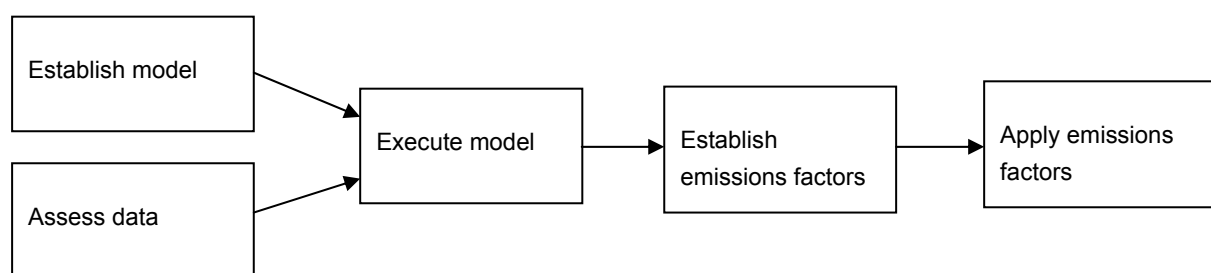 Establish model
Assess data
Execute model
Establish
emissions factors
Apply emissions
factors